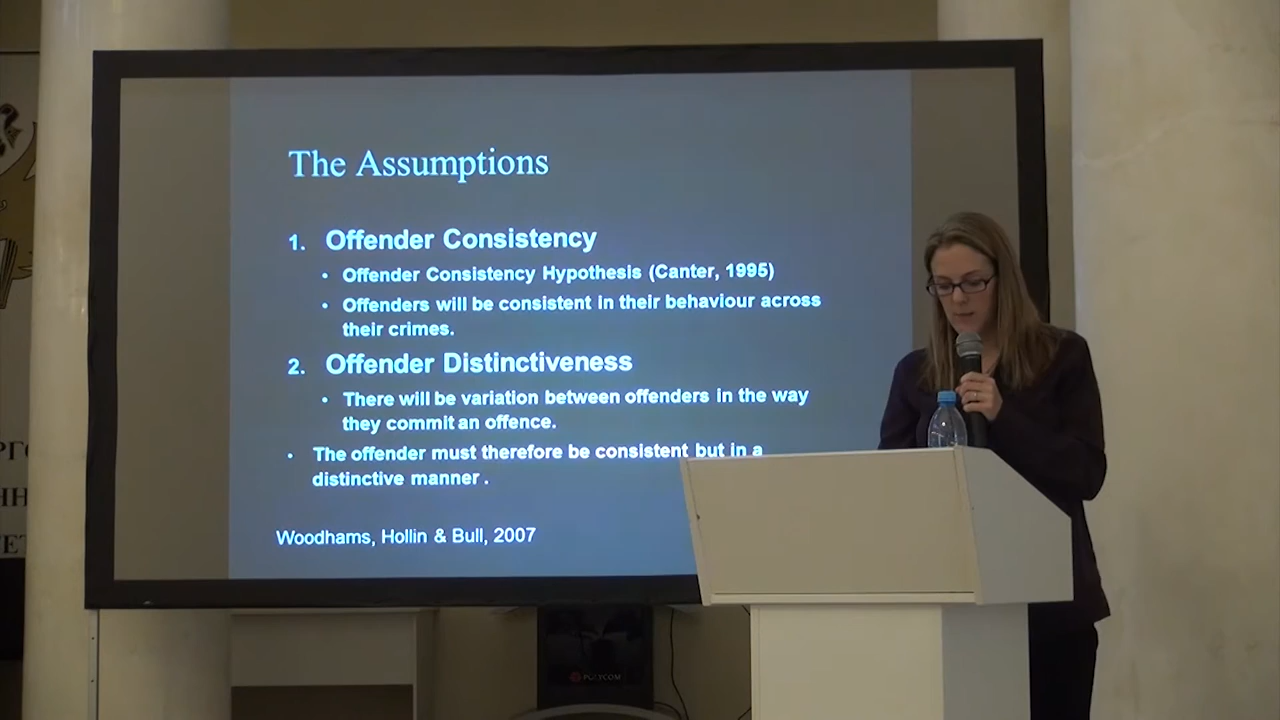 The Assumptions
1. Offender Consistency
• Offender Consistency Hypothesis (Canter, 1995)
• Offenders will be consistent in their behaviour across
their crimes.
2. Offender Distinctiveness
• There will be variation between offenders in the way
they commit an offence.
• The offender must therefore be consistent but in a
distinctive manner .
Woodhams, Hollin & Bull, 2007
POLYCOM